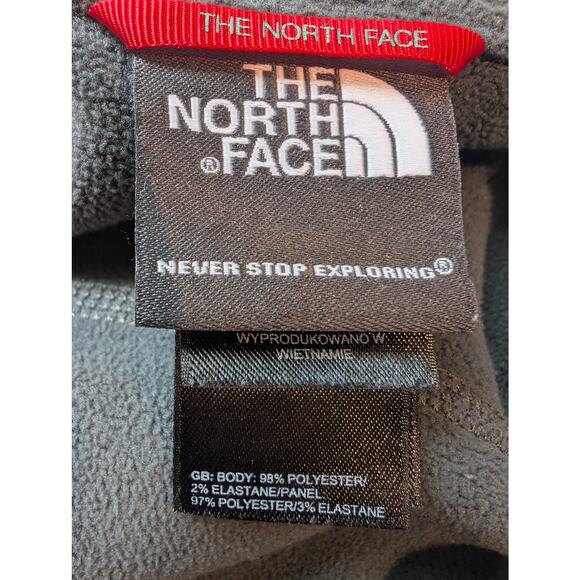 THE NORTH FACE
THE
NORTH
®FACE
NEVER STOP EXPLORING®
WYPRODUKOWANO W
WIETNAMIE
GB: BODY: 98% POLYESTER/
2% ELASTANE/PANEL
97% POLYESTER/3% ELASTANE